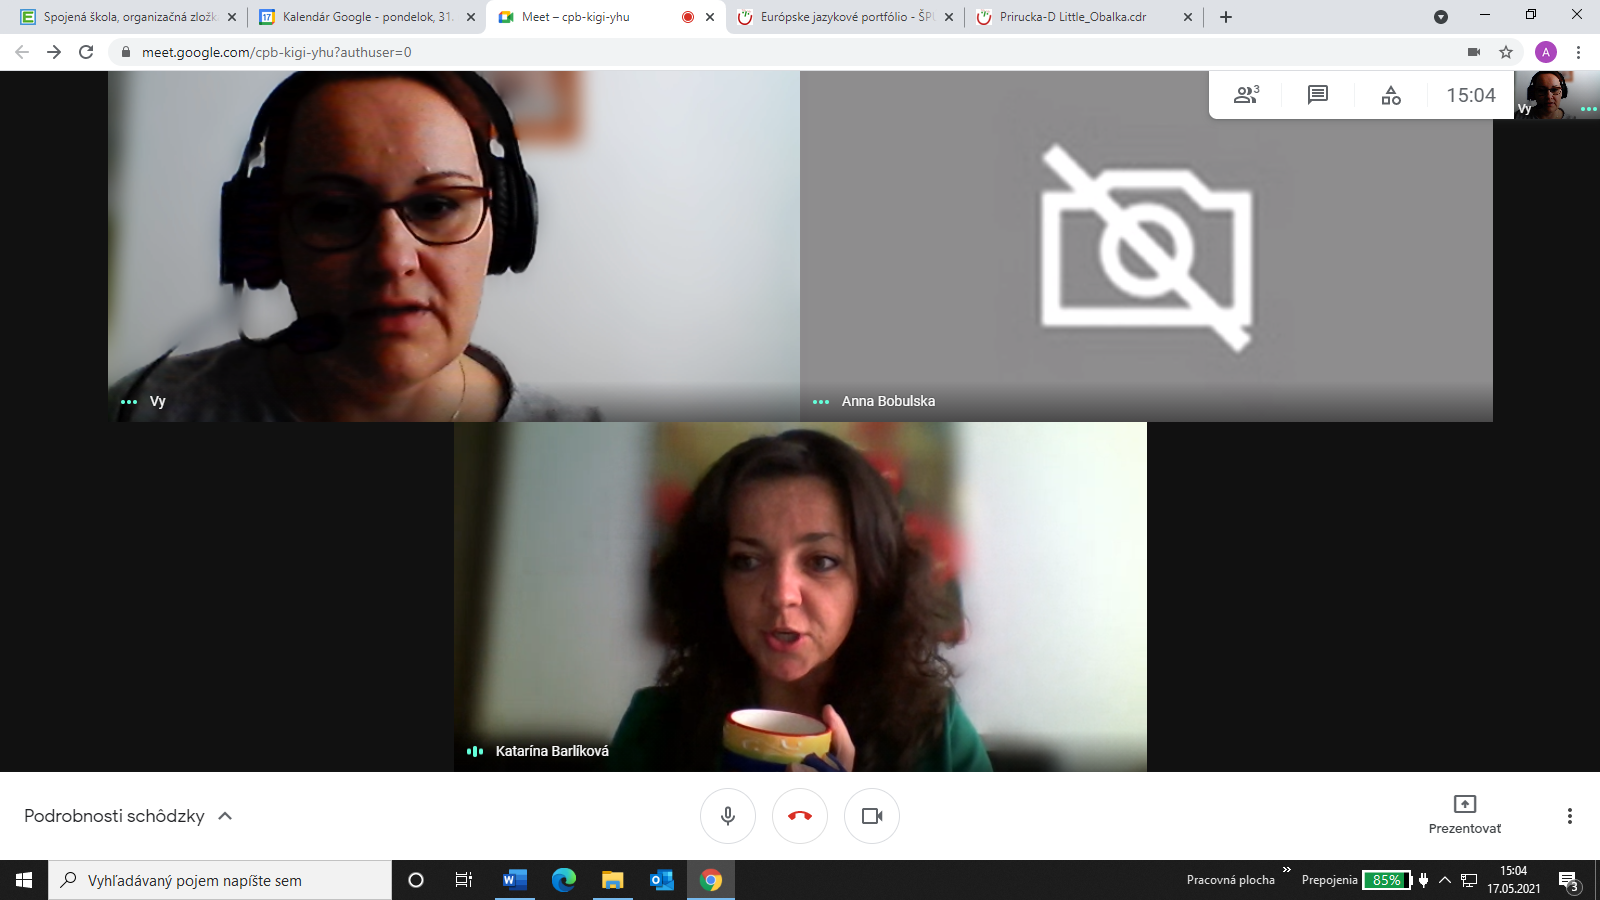 Spojená škola, organizačná zložk
Kalendár Google - pondelok, 31.
Meet – cpb-kigi-yhu
Európske jazykové portfólio - ŠPÚ
Prirucka-D Little_Obalka.cdr
meet.google.com/cpb-kigi-yhu?authuser=0
A
3
15:04
Vy
Vy
Anna Bobulska
Katarína Barlíková
Podrobnosti schôdzky
Prezentovať
Vyhľadávaný pojem napíšte sem
Pracovná plocha
Prepojenia
85%
15:04
17.05.2021
3